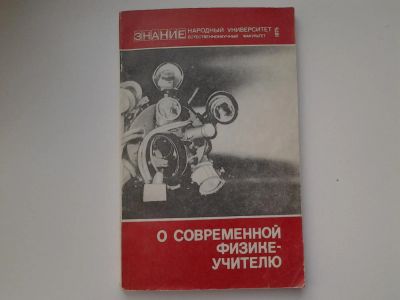 ЗНАНИЕ
НАРОДНЫЙ УНИВЕРСИТЕТ
ЕСТЕСТВЕННОНАУЧНЫЙ ФАКУЛЬТЕТ
О СОВРЕМЕННОЙ
ФИЗИКЕ-
УЧИТЕЛЮ